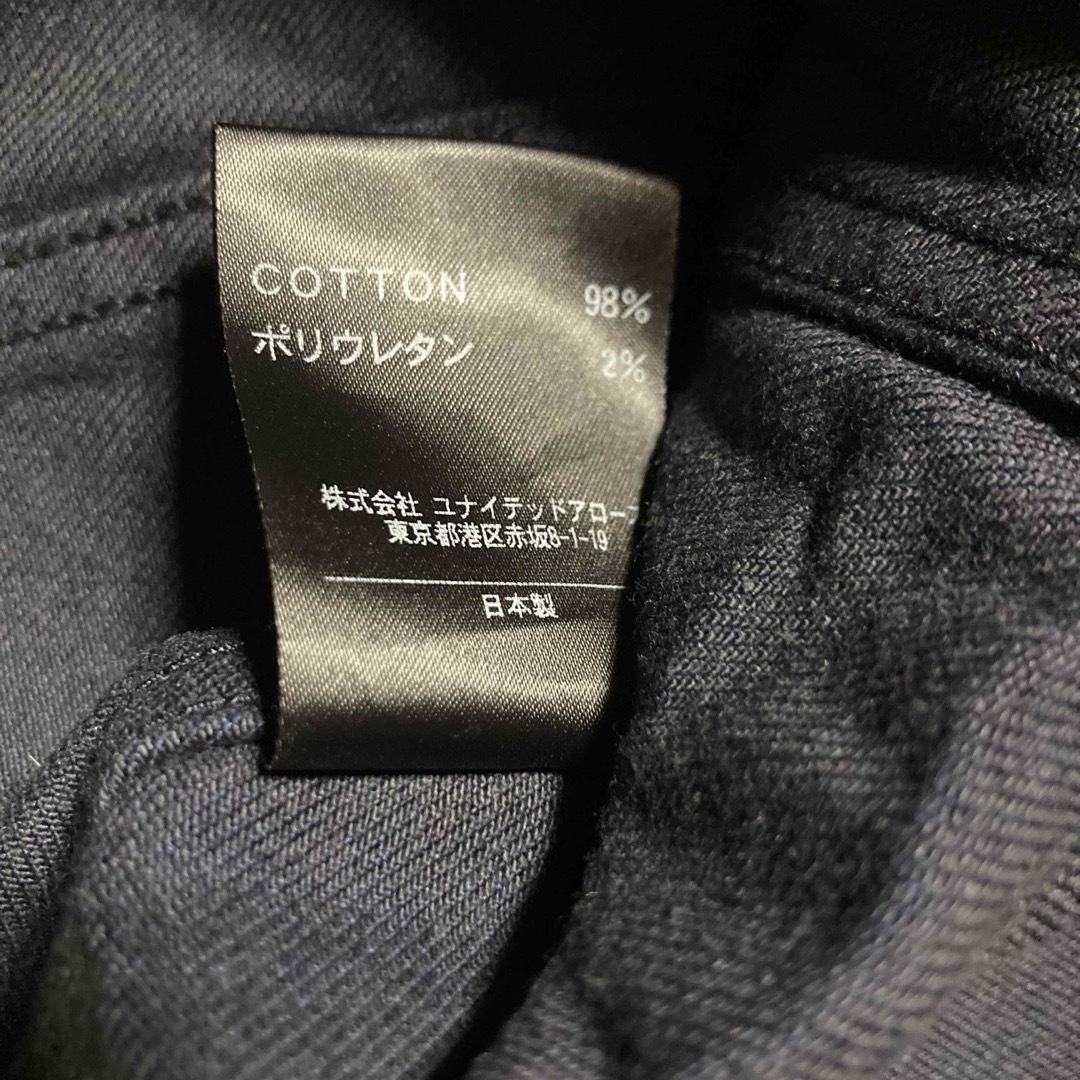 COTTON 98%
ポリウレタン 2%
株式会社 ユナイテッドアロー
東京都港区赤坂8-1-19
日本製